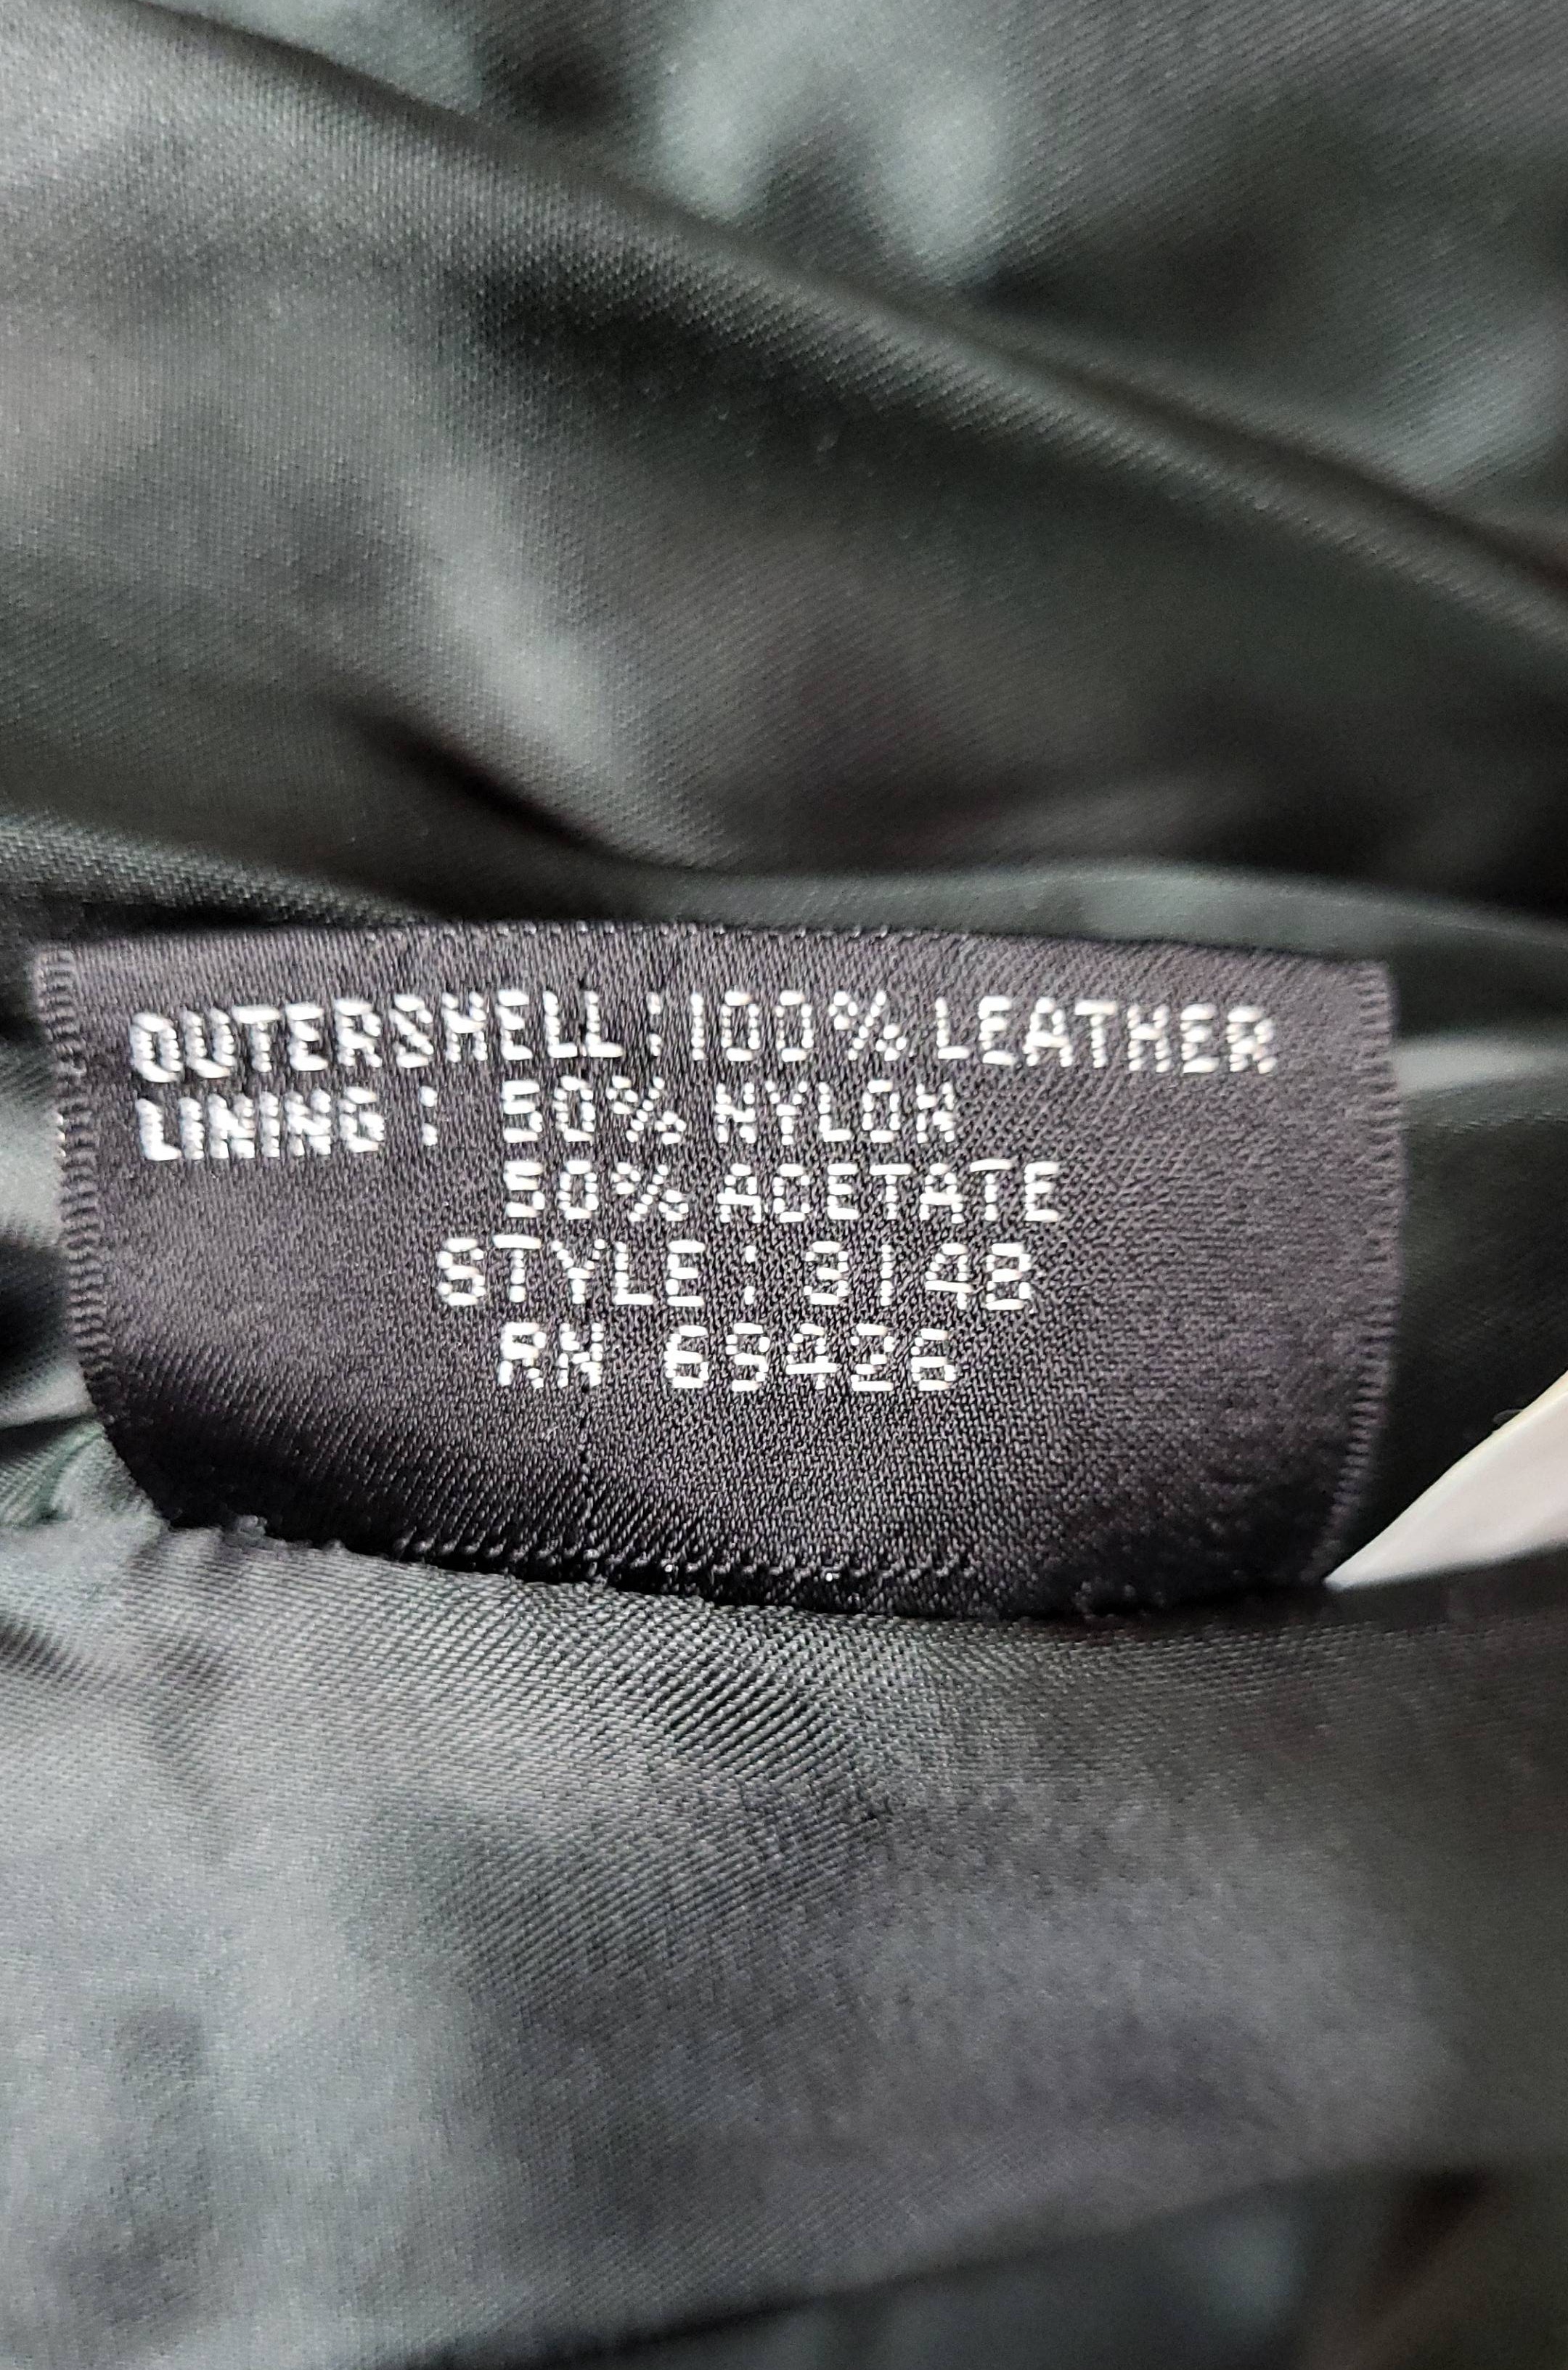 OUTERSHELL:100% LEATHER
LINING: 50% NYLON
50% ACETATE
STYLE: 3148
RN 69426